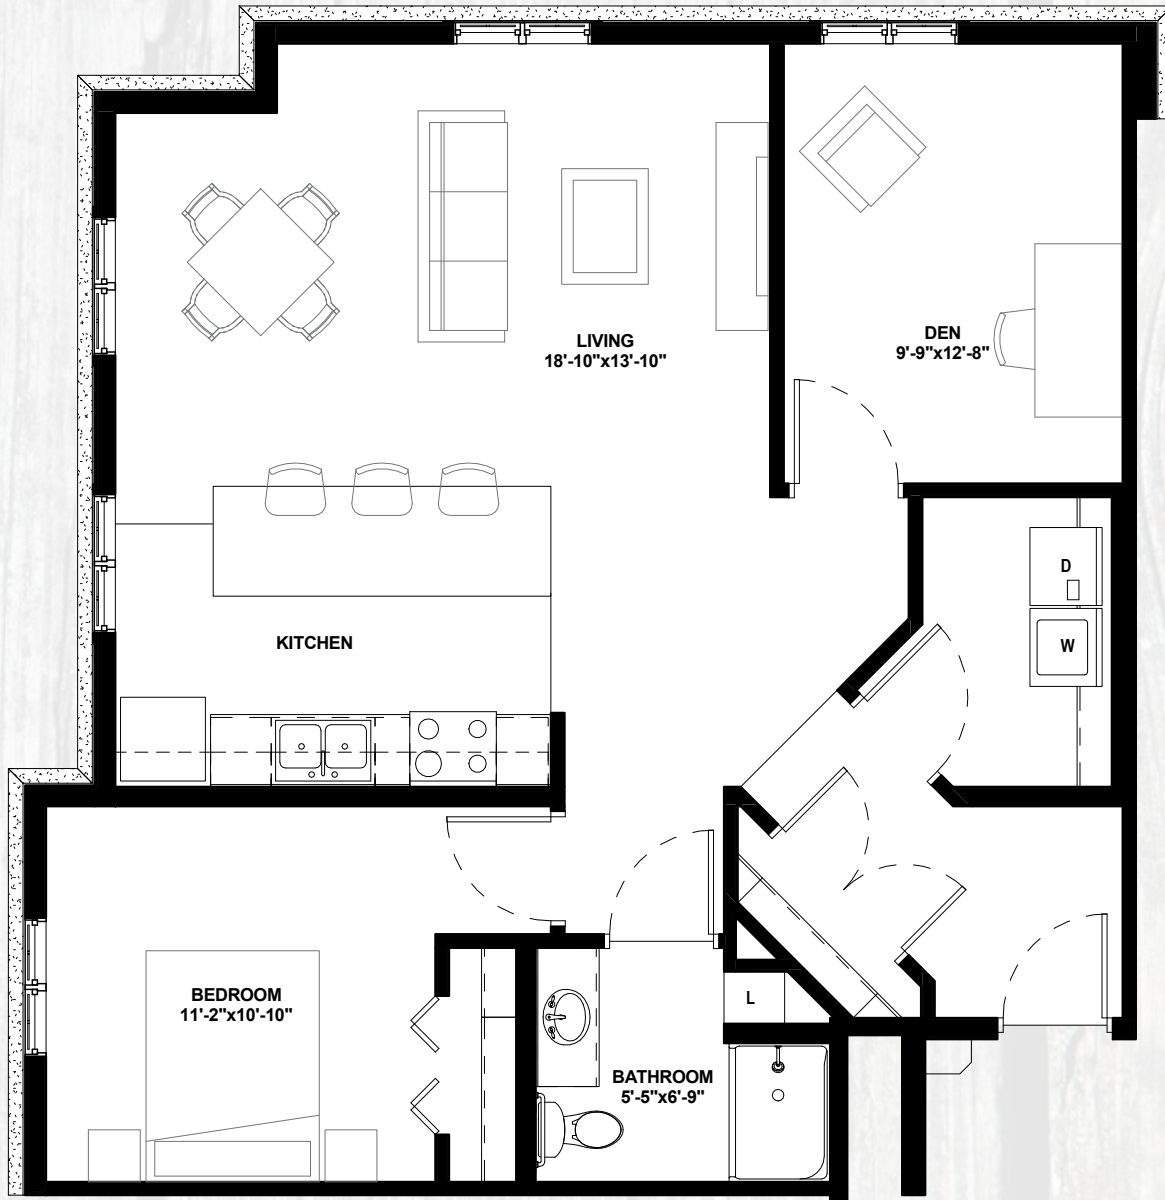 LIVING
18'-10"x13'-10"
DEN
9'-9"x12'-8"
D
W
KITCHEN
BEDROOM
11'-2"x10'-10"
L
BATHROOM
5'-5"x6'-9"